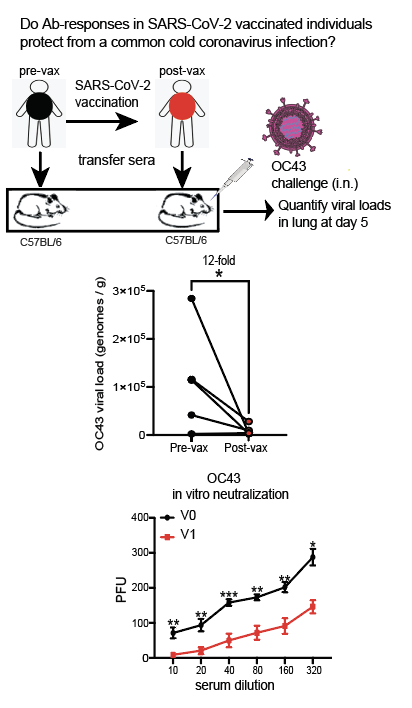 Do Ab-responses in SARS-CoV-2 vaccinated individuals
protect from a common cold coronavirus infection?
pre-vax
post-vax
SARS-CoV-2
vaccination
transfer sera
OC43
challenge (i.n.)
Quantify viral loads
in lung at day 5
C57BL/6
C57BL/6
12-fold
*
OC43 viral load (genomes / g)
3×10⁵
2×10⁵
1×10⁵
0
Pre-vax
Post-vax
OC43
in vitro neutralization
V0
V1
PFU
400
300
200
100
0
**
**
***
**
**
*
10
20
40
80
160
320
serum dilution